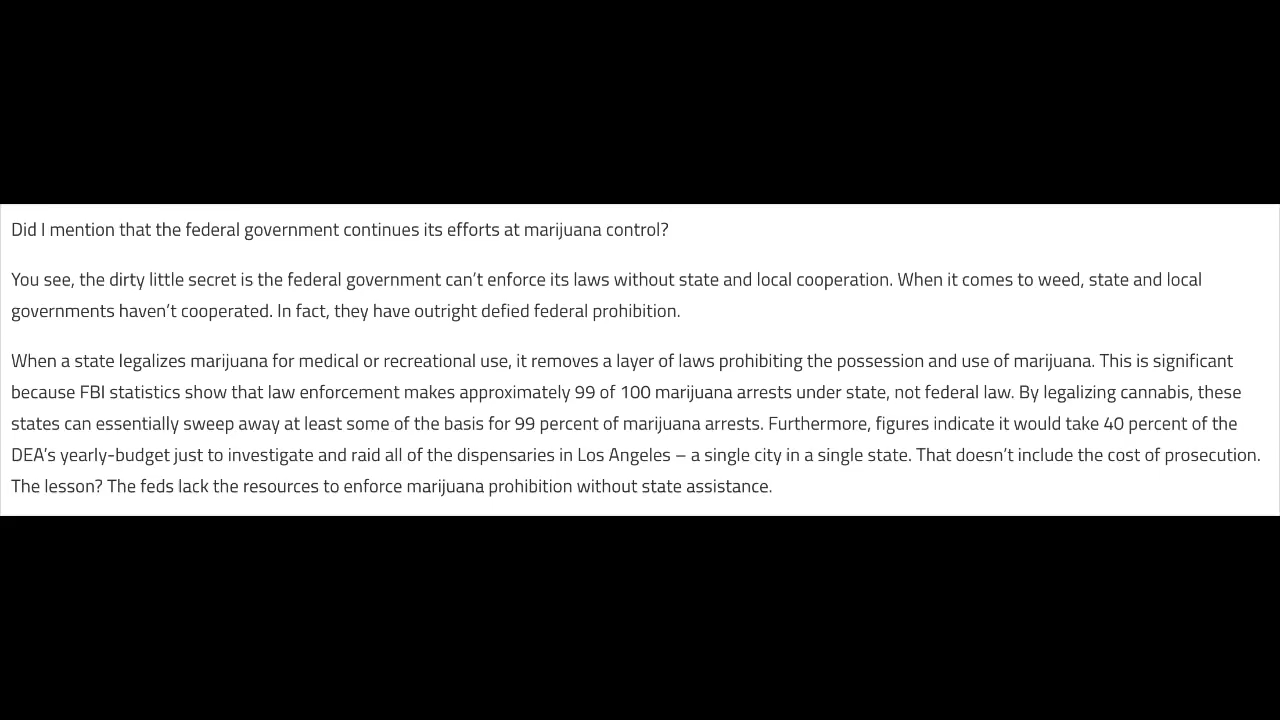 Did I mention that the federal government continues its efforts at marijuana control?
You see, the dirty little secret is the federal government can’t enforce its laws without state and local cooperation. When it comes to weed, state and local
governments haven’t cooperated. In fact, they have outright defied federal prohibition.
When a state legalizes marijuana for medical or recreational use, it removes a layer of laws prohibiting the possession and use of marijuana. This is significant
because FBI statistics show that law enforcement makes approximately 99 of 100 marijuana arrests under state, not federal law. By legalizing cannabis, these
states can essentially sweep away at least some of the basis for 99 percent of marijuana arrests. Furthermore, figures indicate it would take 40 percent of the
DEA’s yearly-budget just to investigate and raid all of the dispensaries in Los Angeles – a single city in a single state. That doesn’t include the cost of prosecution.
The lesson? The feds lack the resources to enforce marijuana prohibition without state assistance.